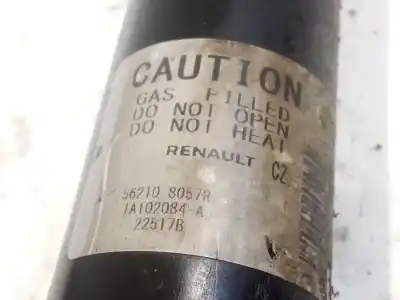 CAUTION
GAS FILLED
DO NOT OPEN
DO NOT HEAT
RENAULT CZ
56210 8057R
1A102084-A
22517B